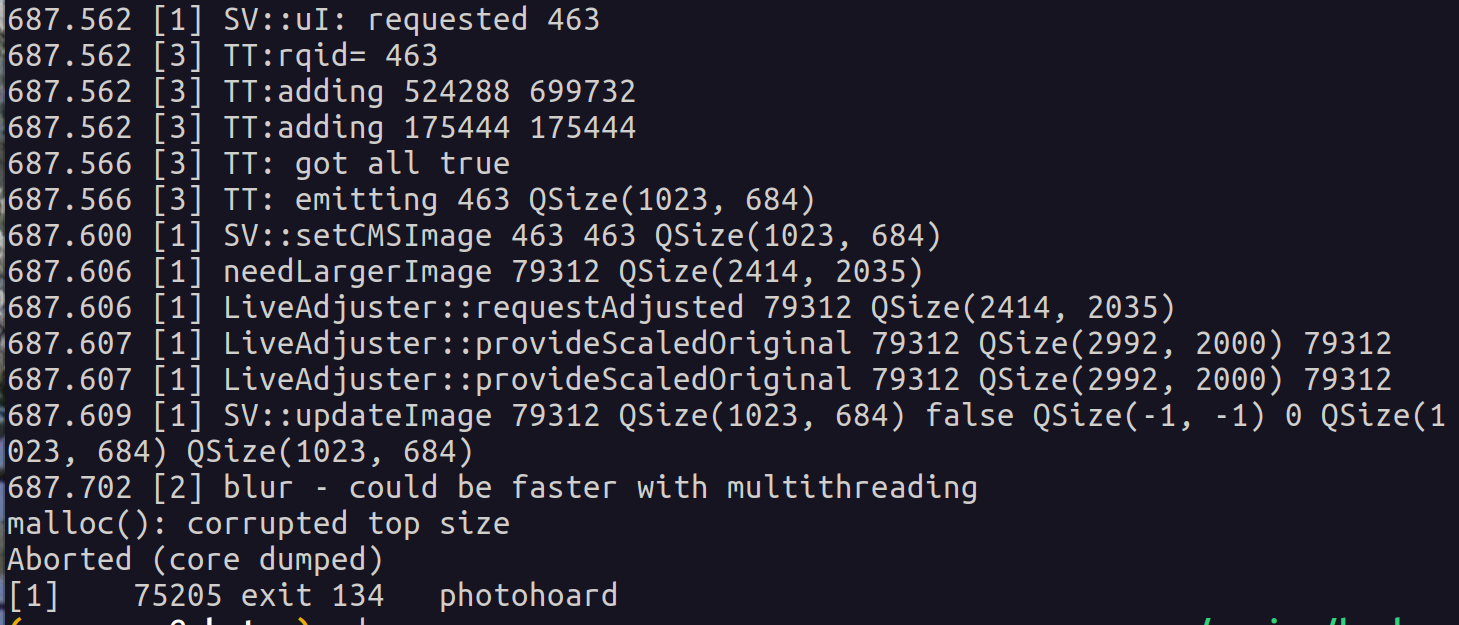 687.562 [1] SV::uI: requested 463
687.562 [3] TT:rqid= 463
687.562 [3] TT:adding 524288 699732
687.562 [3] TT:adding 175444 175444
687.566 [3] TT: got all true
687.566 [3] TT: emitting 463 QSize(1023, 684)
687.600 [1] SV::setCMSImage 463 463 QSize(1023, 684)
687.606 [1] needLargerImage 79312 QSize(2414, 2035)
687.606 [1] LiveAdjuster::requestAdjusted 79312 QSize(2414, 2035)
687.607 [1] LiveAdjuster::provideScaledOriginal 79312 QSize(2992, 2000) 79312
687.607 [1] LiveAdjuster::provideScaledOriginal 79312 QSize(2992, 2000) 79312
687.609 [1] SV::updateImage 79312 QSize(1023, 684) false QSize(-1, -1) 0 QSize(1
023, 684) QSize(1023, 684)
687.702 [2] blur - could be faster with multithreading
malloc(): corrupted top size
Aborted (core dumped)
[1]    75205 exit 134   photohoard